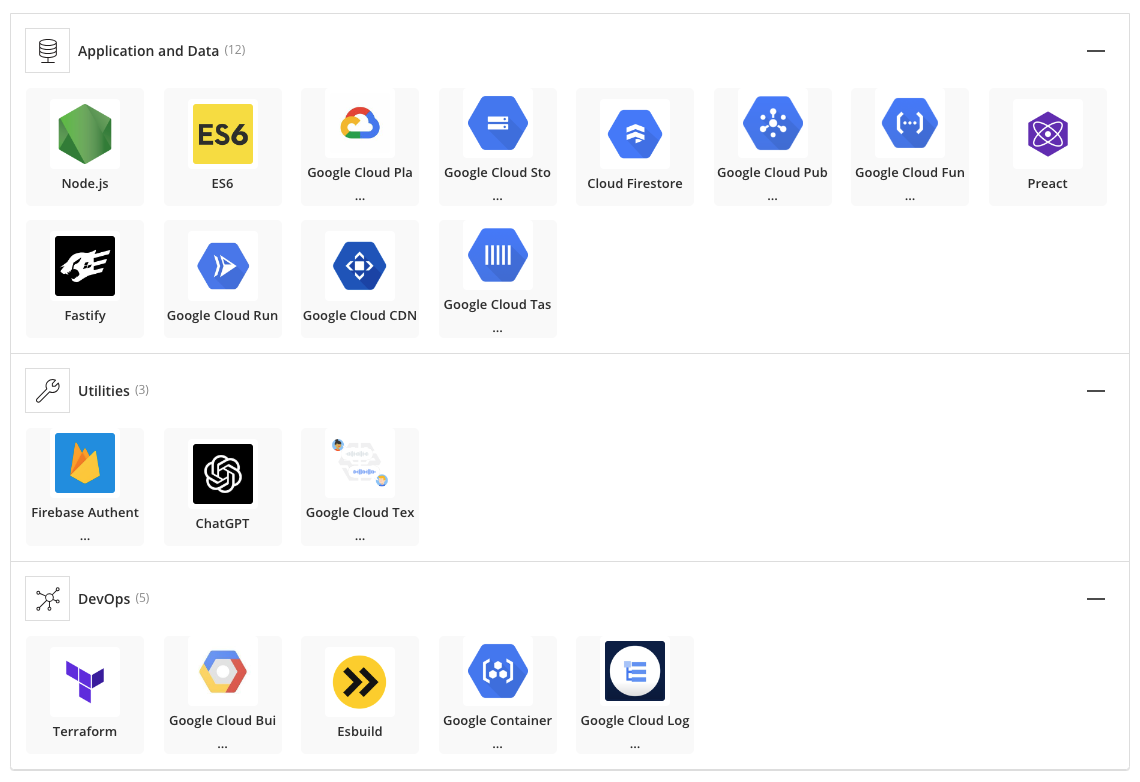 Application and Data (12)
ES6
Node.js
ES6
Google Cloud Pla
...
Google Cloud Sto
...
Cloud Firestore
Google Cloud Pub
...
Google Cloud Fun
...
Preact
Fastify
Google Cloud Run
Google Cloud CDN
Google Cloud Tas
...
Utilities (3)
Firebase Authent
...
ChatGPT
Google Cloud Tex
...
DevOps (5)
Terraform
Google Cloud Bui
...
Esbuild
Google Container
...
Google Cloud Log
...